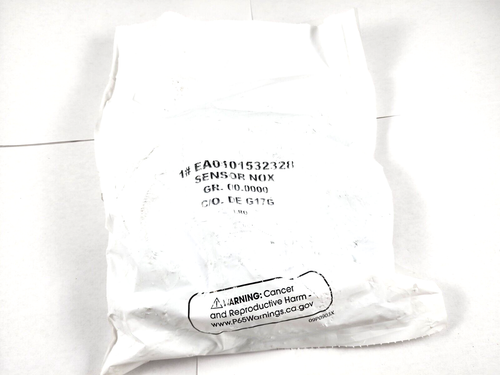 1# EA0101532328
SENSOR NOX
GR. 00.0000
C/O. DE G17G
⚠WARNING: Cancer
and Reproductive Harm -
www.P65Warnings.ca.gov